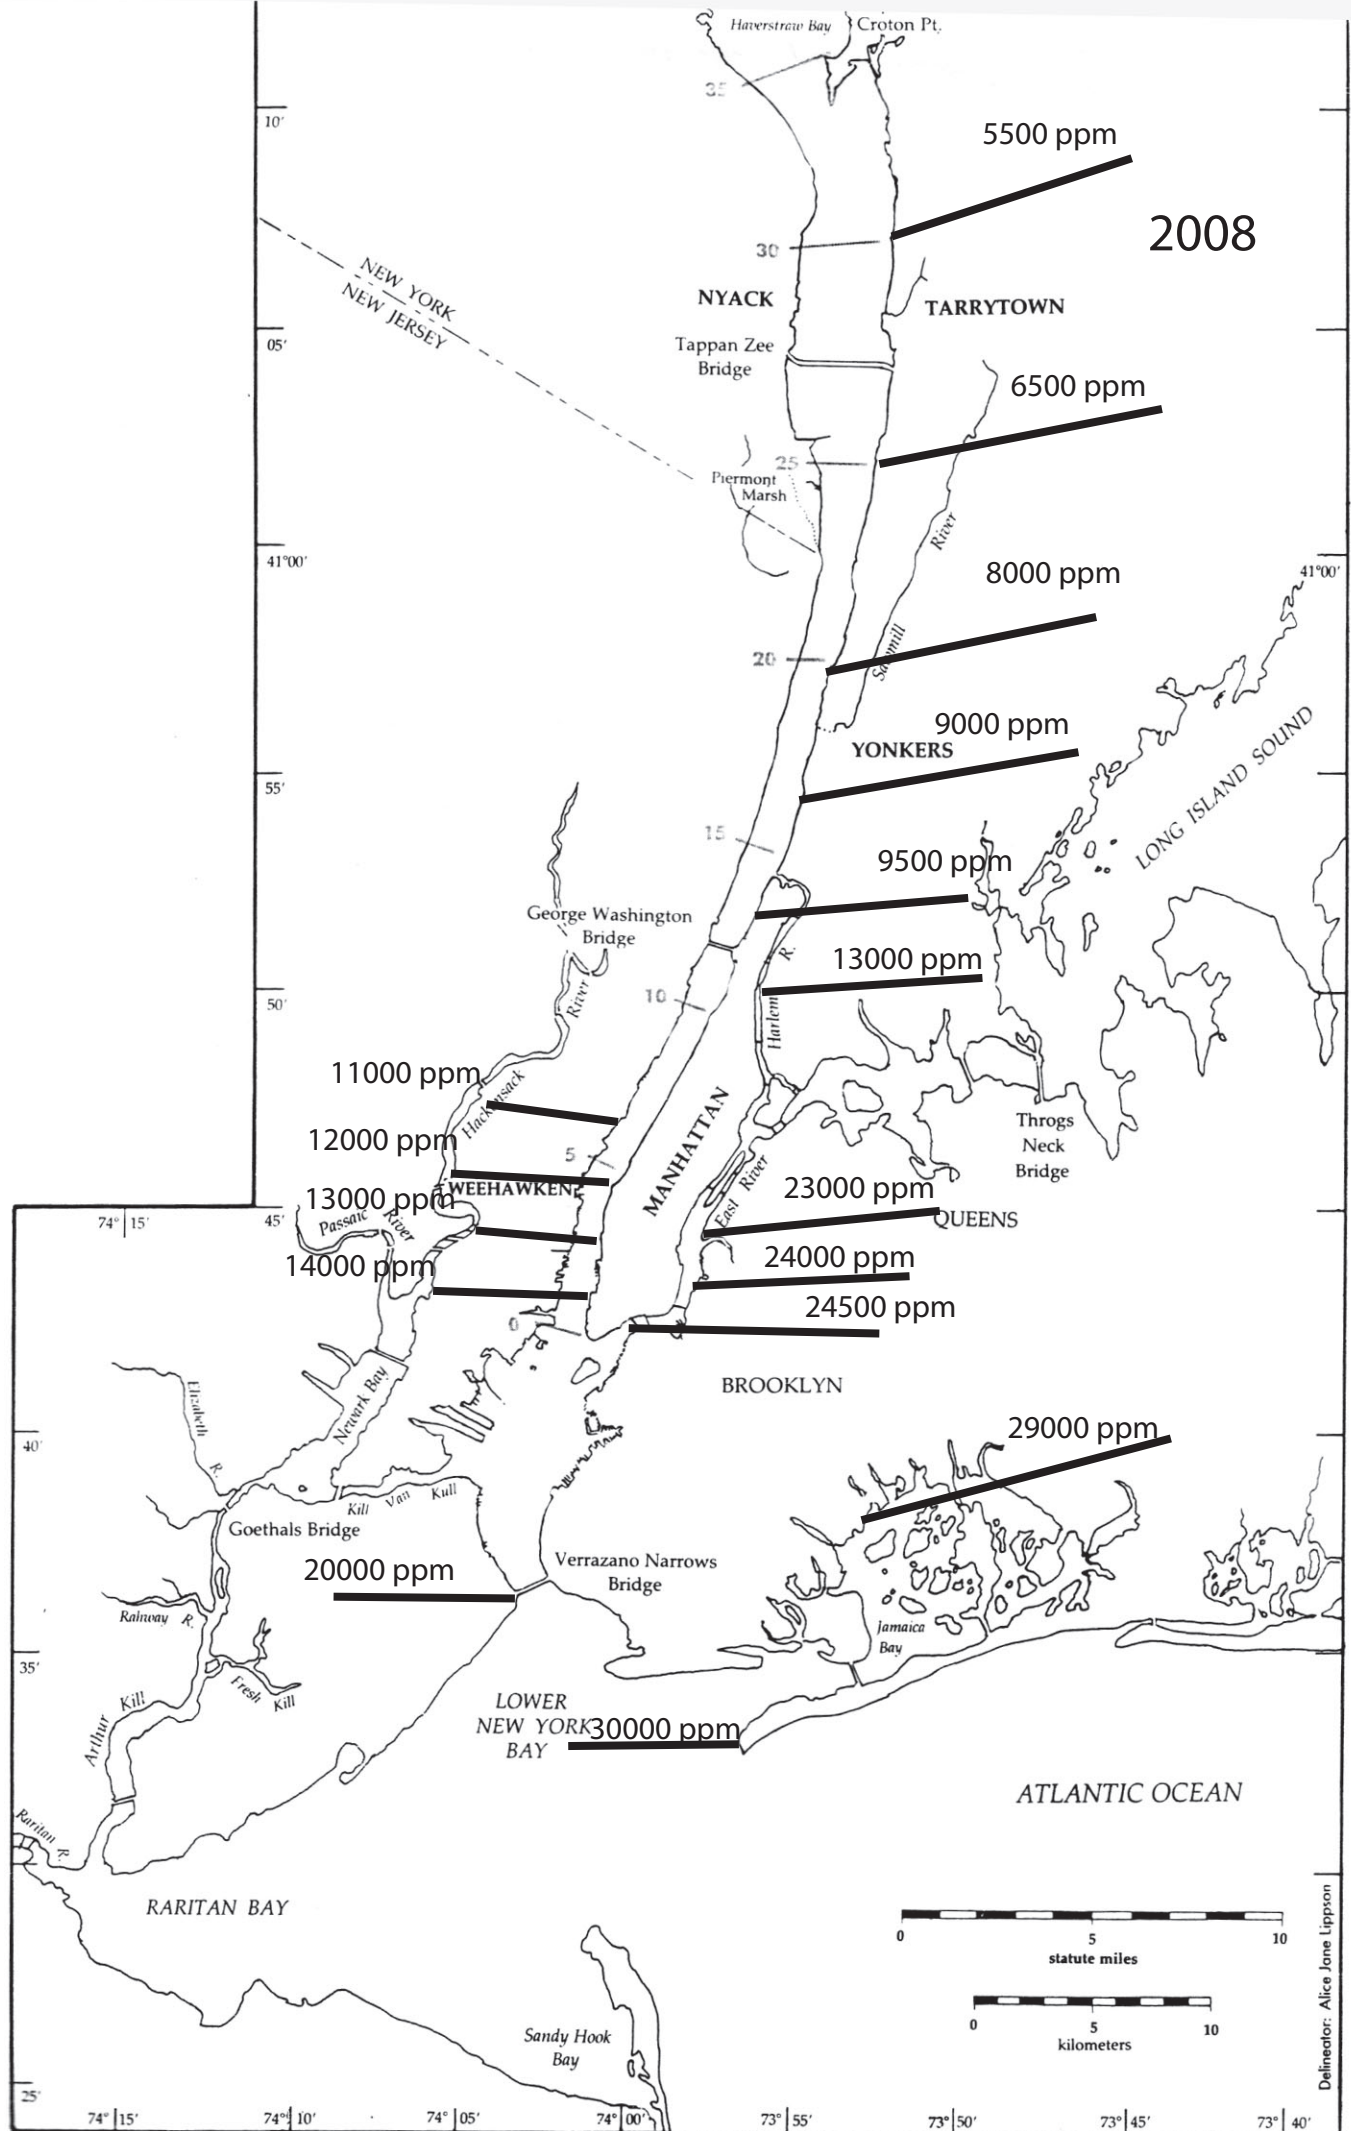 Haverstraw Bay
Croton Pt.
35
10'
5500 ppm
2008
30
NEW YORK
NEW JERSEY
NYACK
TARRYTOWN
05'
Tappan Zee
Bridge
6500 ppm
25
Piermont
Marsh
River
41°00'
41°00'
8000 ppm
20
Sawmill
9000 ppm
YONKERS
LONG ISLAND SOUND
55'
15
9500 ppm
George Washington
Bridge
R.
13000 ppm
50'
10
River
Harlem
11000 ppm
Hackensack
MANHATTAN
Throgs
Neck
Bridge
12000 ppm
5
WEEHAWKEN
13000 ppm
East River
23000 ppm
QUEENS
74° 15'
45'
Passaic River
14000 ppm
24000 ppm
24500 ppm
0
BROOKLYN
Newark Bay
Elizabeth
R.
40'
29000 ppm
Kill Van Kull
Goethals Bridge
20000 ppm
Verrazano Narrows
Bridge
Rahway R.
Jamaica
Bay
35'
Fresh Kill
Arthur Kill
LOWER
NEW YORK
BAY
30000 ppm
ATLANTIC OCEAN
Raritan
R.
RARITAN BAY
0
5
10
statute miles
0
5
10
kilometers
Delineator: Alice Jane Lippson
Sandy Hook
Bay
25'
74° 15'
74° 10'
74° 05'
74° 00'
73° 55'
73° 50'
73° 45'
73° 40'